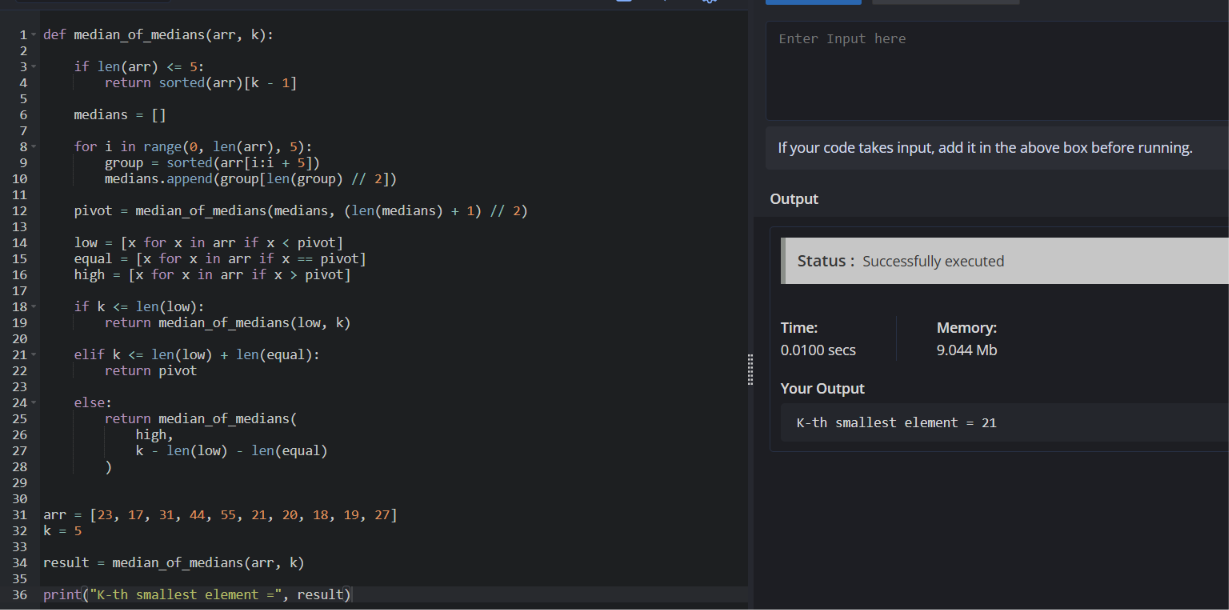 1 def median_of_medians(arr, k):
2
3 if len(arr) <= 5:
4 return sorted(arr)[k - 1]
5
6 medians = []
7
8 for i in range(0, len(arr), 5):
9 group = sorted(arr[i:i + 5])
10 medians.append(group[len(group) // 2])
11
12 pivot = median_of_medians(medians, (len(medians) + 1) // 2)
13
14 low = [x for x in arr if x < pivot]
15 equal = [x for x in arr if x == pivot]
16 high = [x for x in arr if x > pivot]
17
18 if k <= len(low):
19 return median_of_medians(low, k)
20
21 elif k <= len(low) + len(equal):
22 return pivot
23
24 else:
25 return median_of_medians(
26 high,
27 k - len(low) - len(equal)
28 )
29
30
31 arr = [23, 17, 31, 44, 55, 21, 20, 18, 19, 27]
32 k = 5
33
34 result = median_of_medians(arr, k)
35
36 print("K-th smallest element =", result)
Enter Input here
If your code takes input, add it in the above box before running.
Output
Status : Successfully executed
Time:
0.0100 secs
Memory:
9.044 Mb
Your Output
K-th smallest element = 21